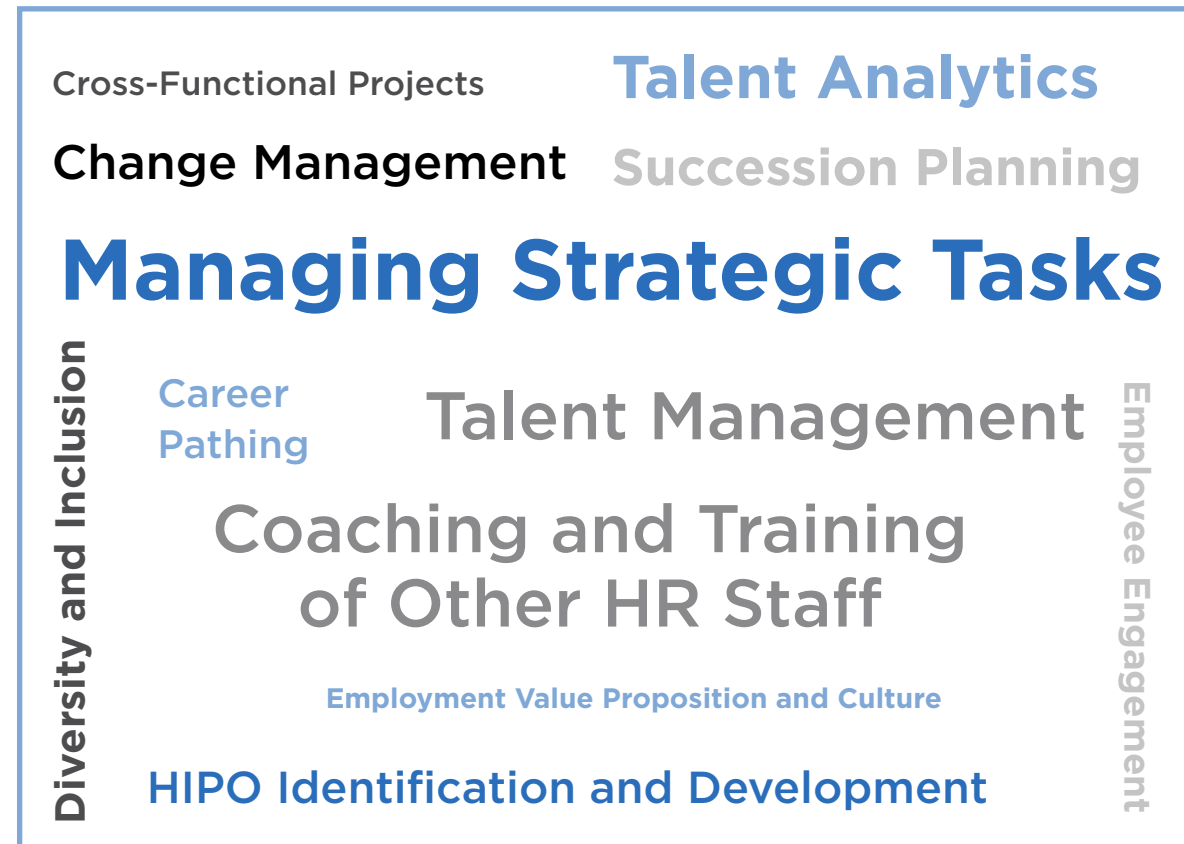 Cross-Functional Projects
Talent Analytics
Change Management
Succession Planning
Managing Strategic Tasks
Diversity and Inclusion
Career
Pathing
Talent Management
Employee Engagement
Coaching and Training
of Other HR Staff
Employment Value Proposition and Culture
HIPO Identification and Development